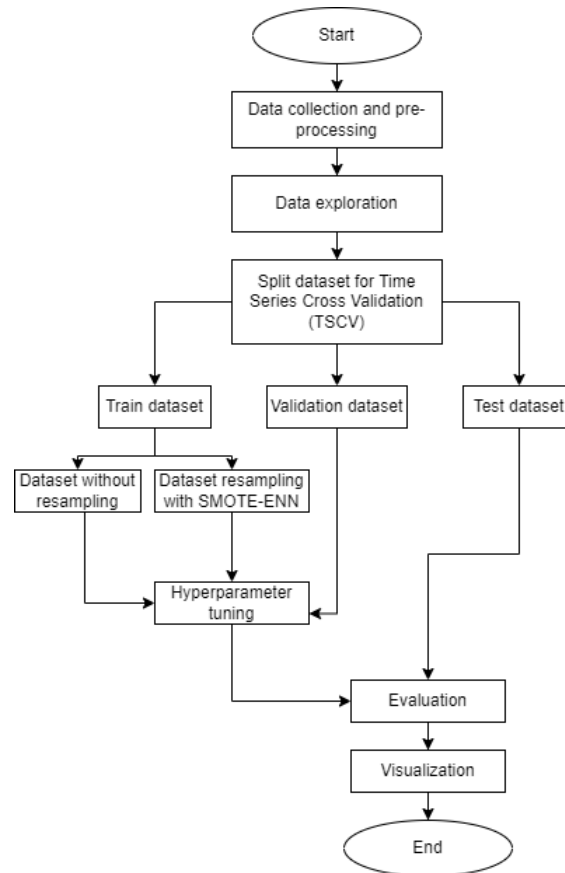 Start
Data collection and pre-
processing
Data exploration
Split dataset for Time
Series Cross Validation
(TSCV)
Train dataset
Validation dataset
Test dataset
Dataset without
resampling
Dataset resampling
with SMOTE-ENN
Hyperparameter
tuning
Evaluation
Visualization
End